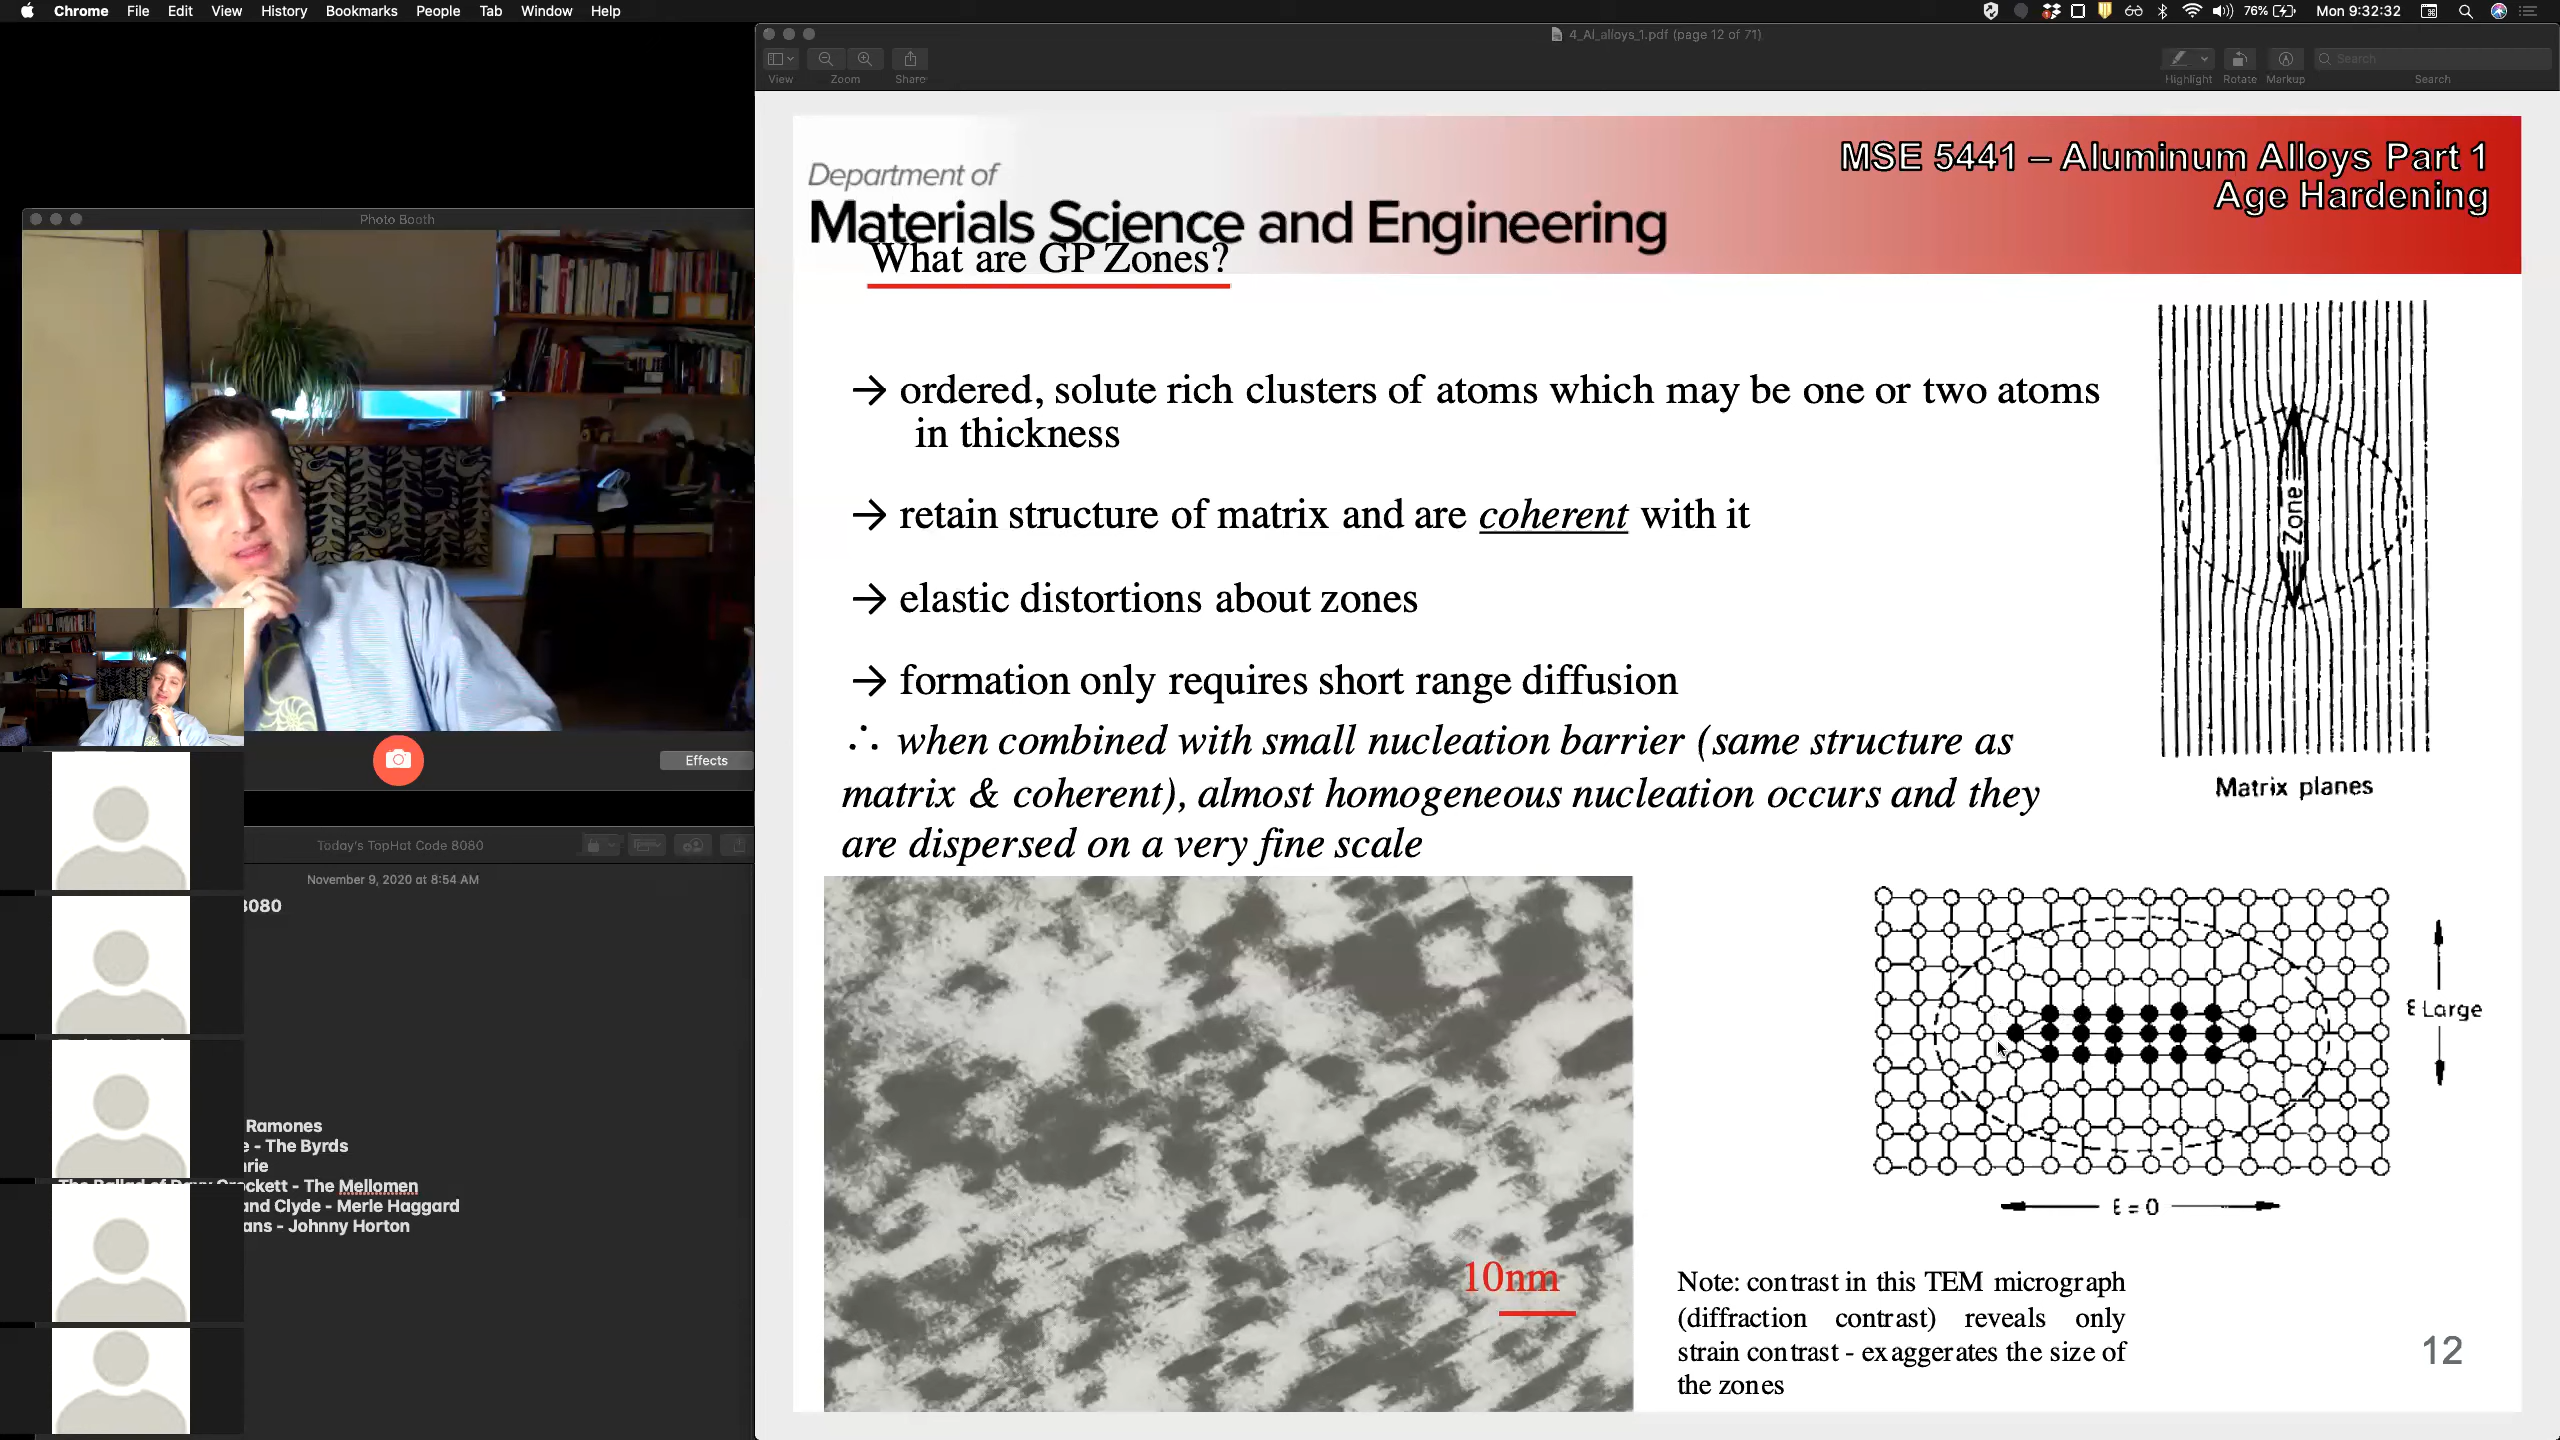 Chrome File Edit View History Bookmarks People Tab Window Help
76% Mon 9:32:32
4_Al_alloys_1.pdf (page 12 of 71)
View Zoom Share Highlight Rotate Markup Search
Search
Photo Booth
Effects
Today's TopHat Code 8080
November 9, 2020 at 8:54 AM
8080
Ramones
e - The Byrds
hrie
The Ballad of Davy Crockett - The Mellomen
and Clyde - Merle Haggard
ans - Johnny Horton
Department of
Materials Science and Engineering
MSE 5441 – Aluminum Alloys Part 1
Age Hardening
What are GP Zones?
→ ordered, solute rich clusters of atoms which may be one or two atoms
in thickness
→ retain structure of matrix and are coherent with it
→ elastic distortions about zones
→ formation only requires short range diffusion
∴ when combined with small nucleation barrier (same structure as
matrix & coherent), almost homogeneous nucleation occurs and they
are dispersed on a very fine scale
Zone
Matrix planes
ε Large
ε = 0
10nm
Note: contrast in this TEM micrograph
(diffraction contrast) reveals only
strain contrast - exaggerates the size of
the zones
12